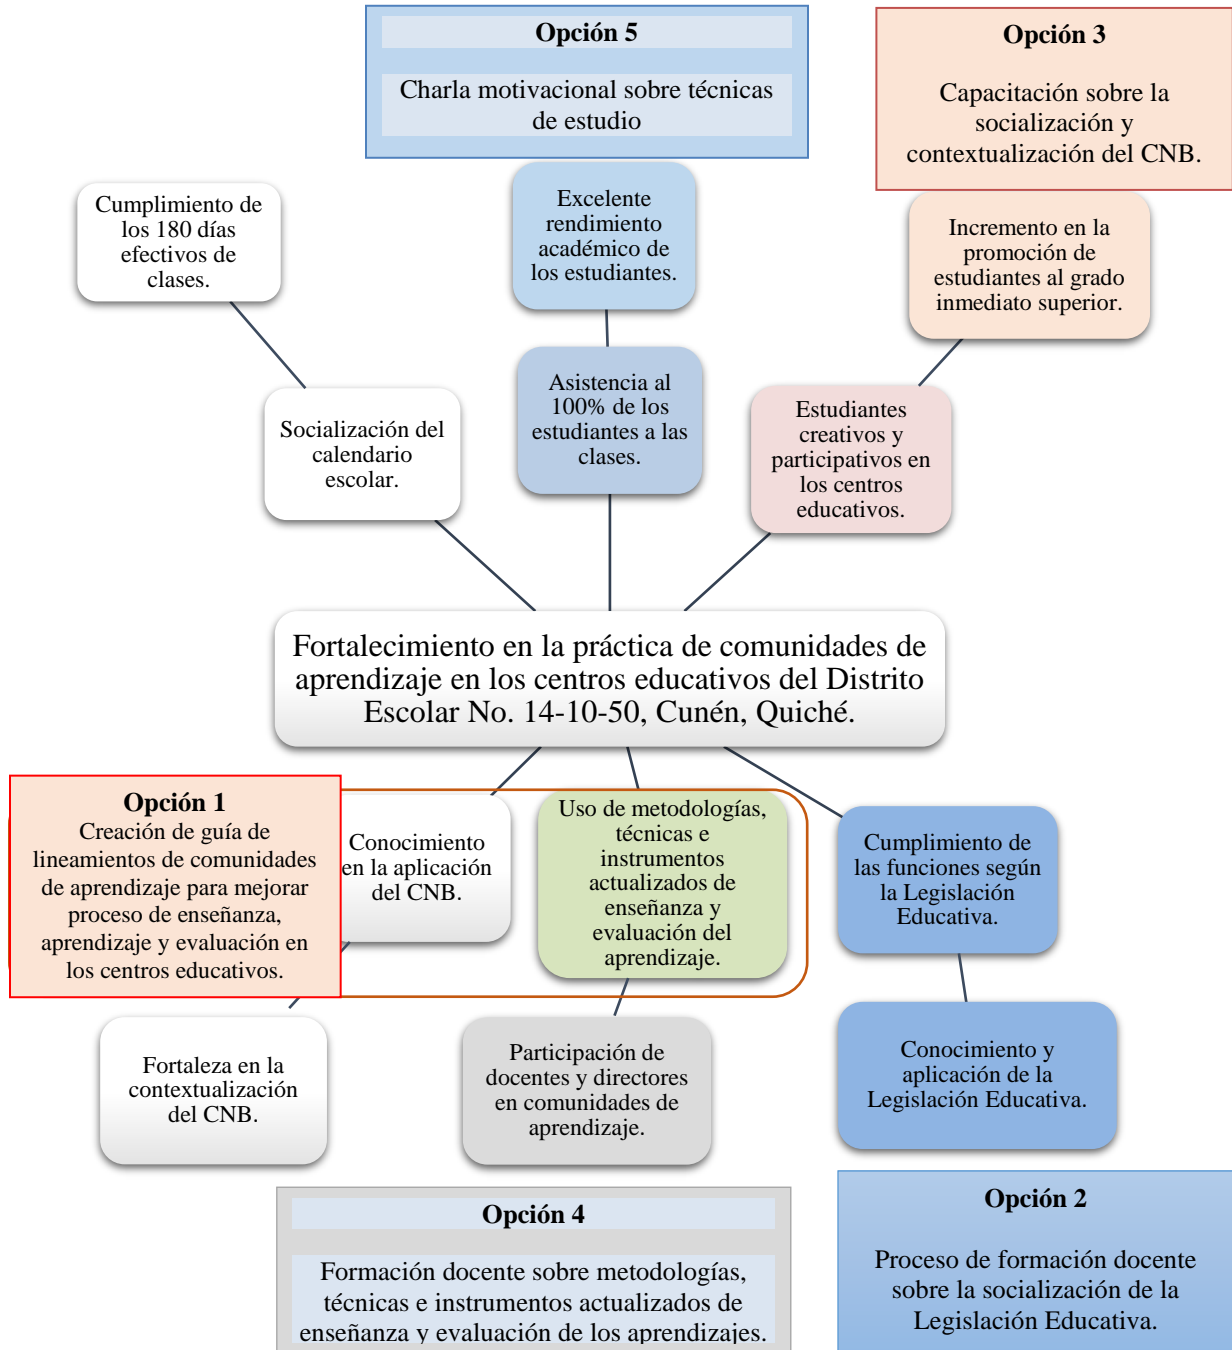 Opción 5
Charla motivacional sobre técnicas
de estudio
Opción 3
Capacitación sobre la
socialización y
contextualización del CNB.
Cumplimiento de
los 180 días
efectivos de
clases.
Excelente
rendimiento
académico de
los estudiantes.
Incremento en la
promoción de
estudiantes al grado
inmediato superior.
Socialización del
calendario
escolar.
Asistencia al
100% de los
estudiantes a las
clases.
Estudiantes
creativos y
participativos en
los centros
educativos.
Fortalecimiento en la práctica de comunidades de
aprendizaje en los centros educativos del Distrito
Escolar No. 14-10-50, Cunén, Quiché.
Opción 1
Creación de guía de
lineamientos de comunidades
de aprendizaje para mejorar
proceso de enseñanza,
aprendizaje y evaluación en
los centros educativos.
Conocimiento
en la aplicación
del CNB.
Uso de metodologías,
técnicas e
instrumentos
actualizados de
enseñanza y
evaluación del
aprendizaje.
Cumplimiento de
las funciones según
la Legislación
Educativa.
Fortaleza en la
contextualización
del CNB.
Participación de
docentes y directores
en comunidades de
aprendizaje.
Conocimiento y
aplicación de la
Legislación Educativa.
Opción 4
Formación docente sobre metodologías,
técnicas e instrumentos actualizados de
enseñanza y evaluación de los aprendizajes.
Opción 2
Proceso de formación docente
sobre la socialización de la
Legislación Educativa.